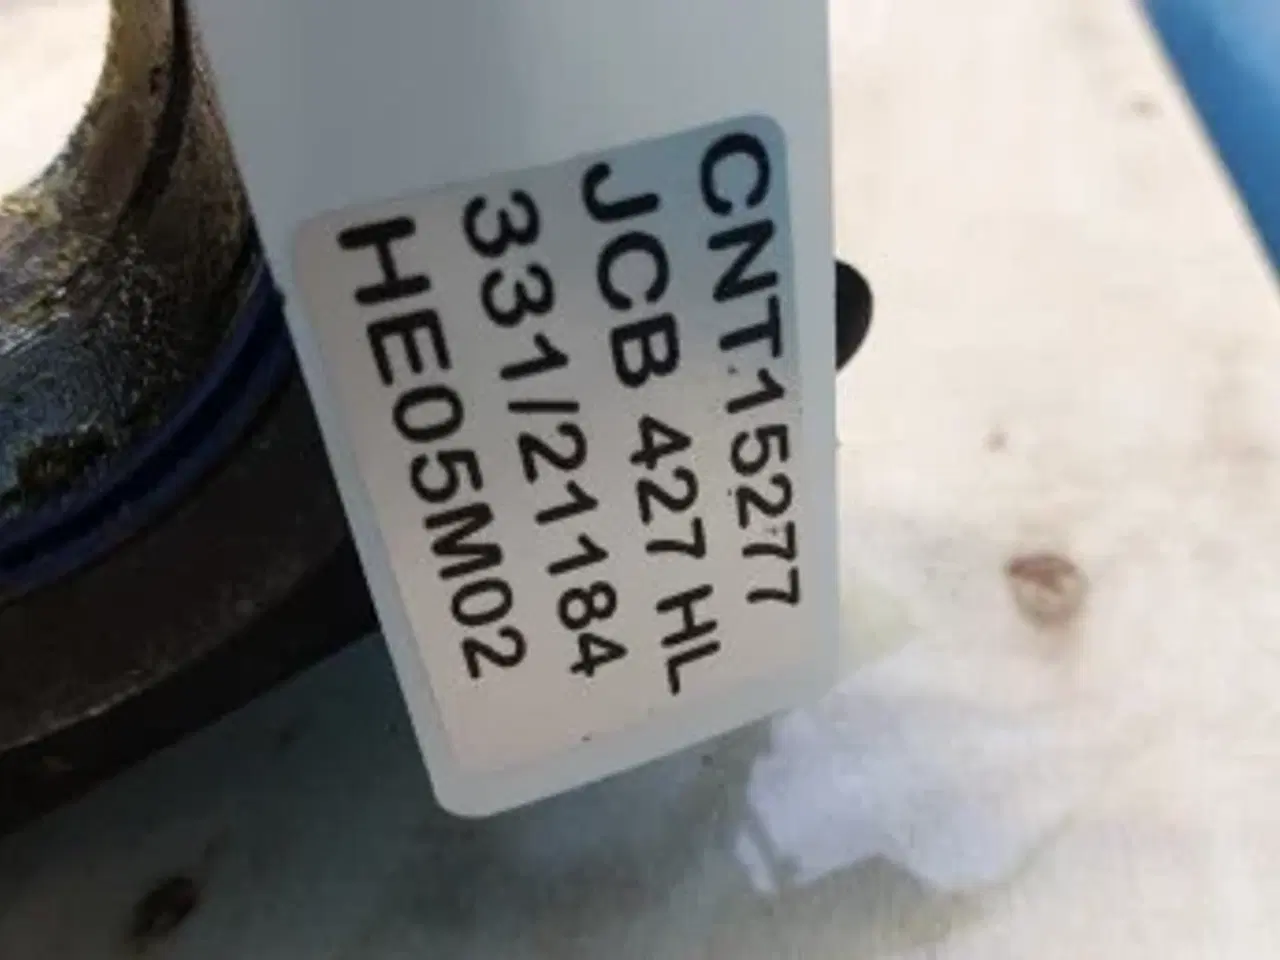 CNT15277
JCB 427 HL
331/21184
HE05M02